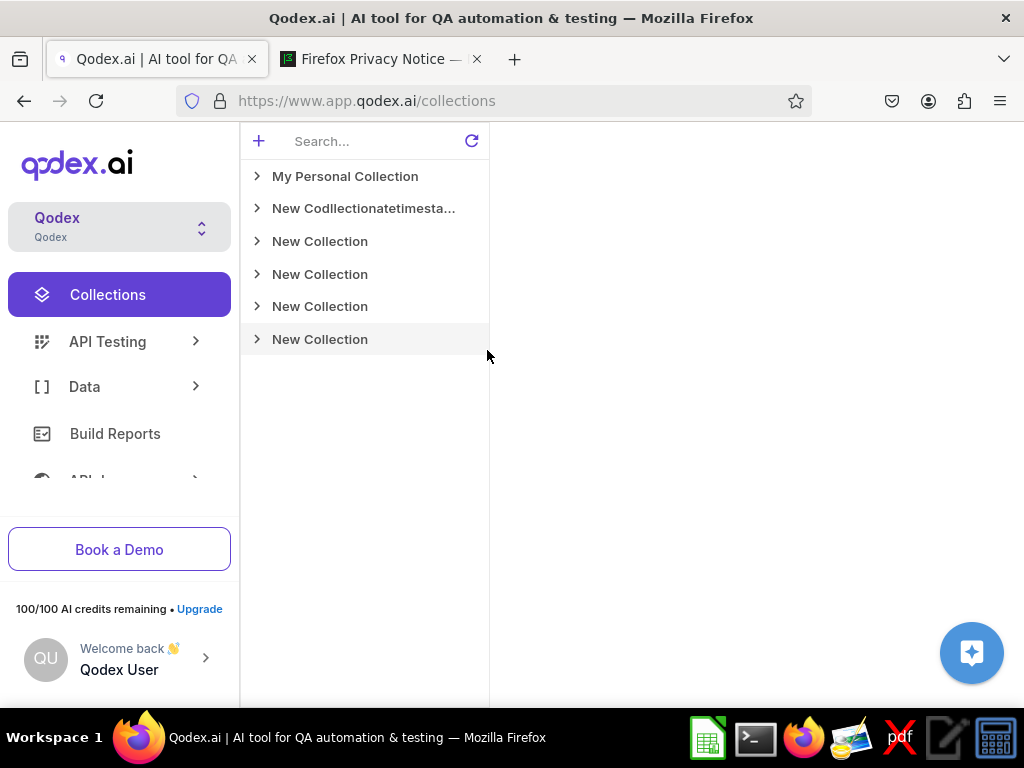 Qodex.ai | AI tool for QA automation & testing — Mozilla Firefox
Qodex.ai | AI tool for QA
Firefox Privacy Notice —
https://www.app.qodex.ai/collections
qodex.ai
Search...
My Personal Collection
Qodex
Qodex
New Codllectionatetimesta...
New Collection
New Collection
Collections
New Collection
API Testing
New Collection
Data
Build Reports
Book a Demo
100/100 AI credits remaining • Upgrade
QU
Welcome back 👋
Qodex User
Workspace 1
Qodex.ai | AI tool for QA automation & testing — Mozilla Firefox
pdf